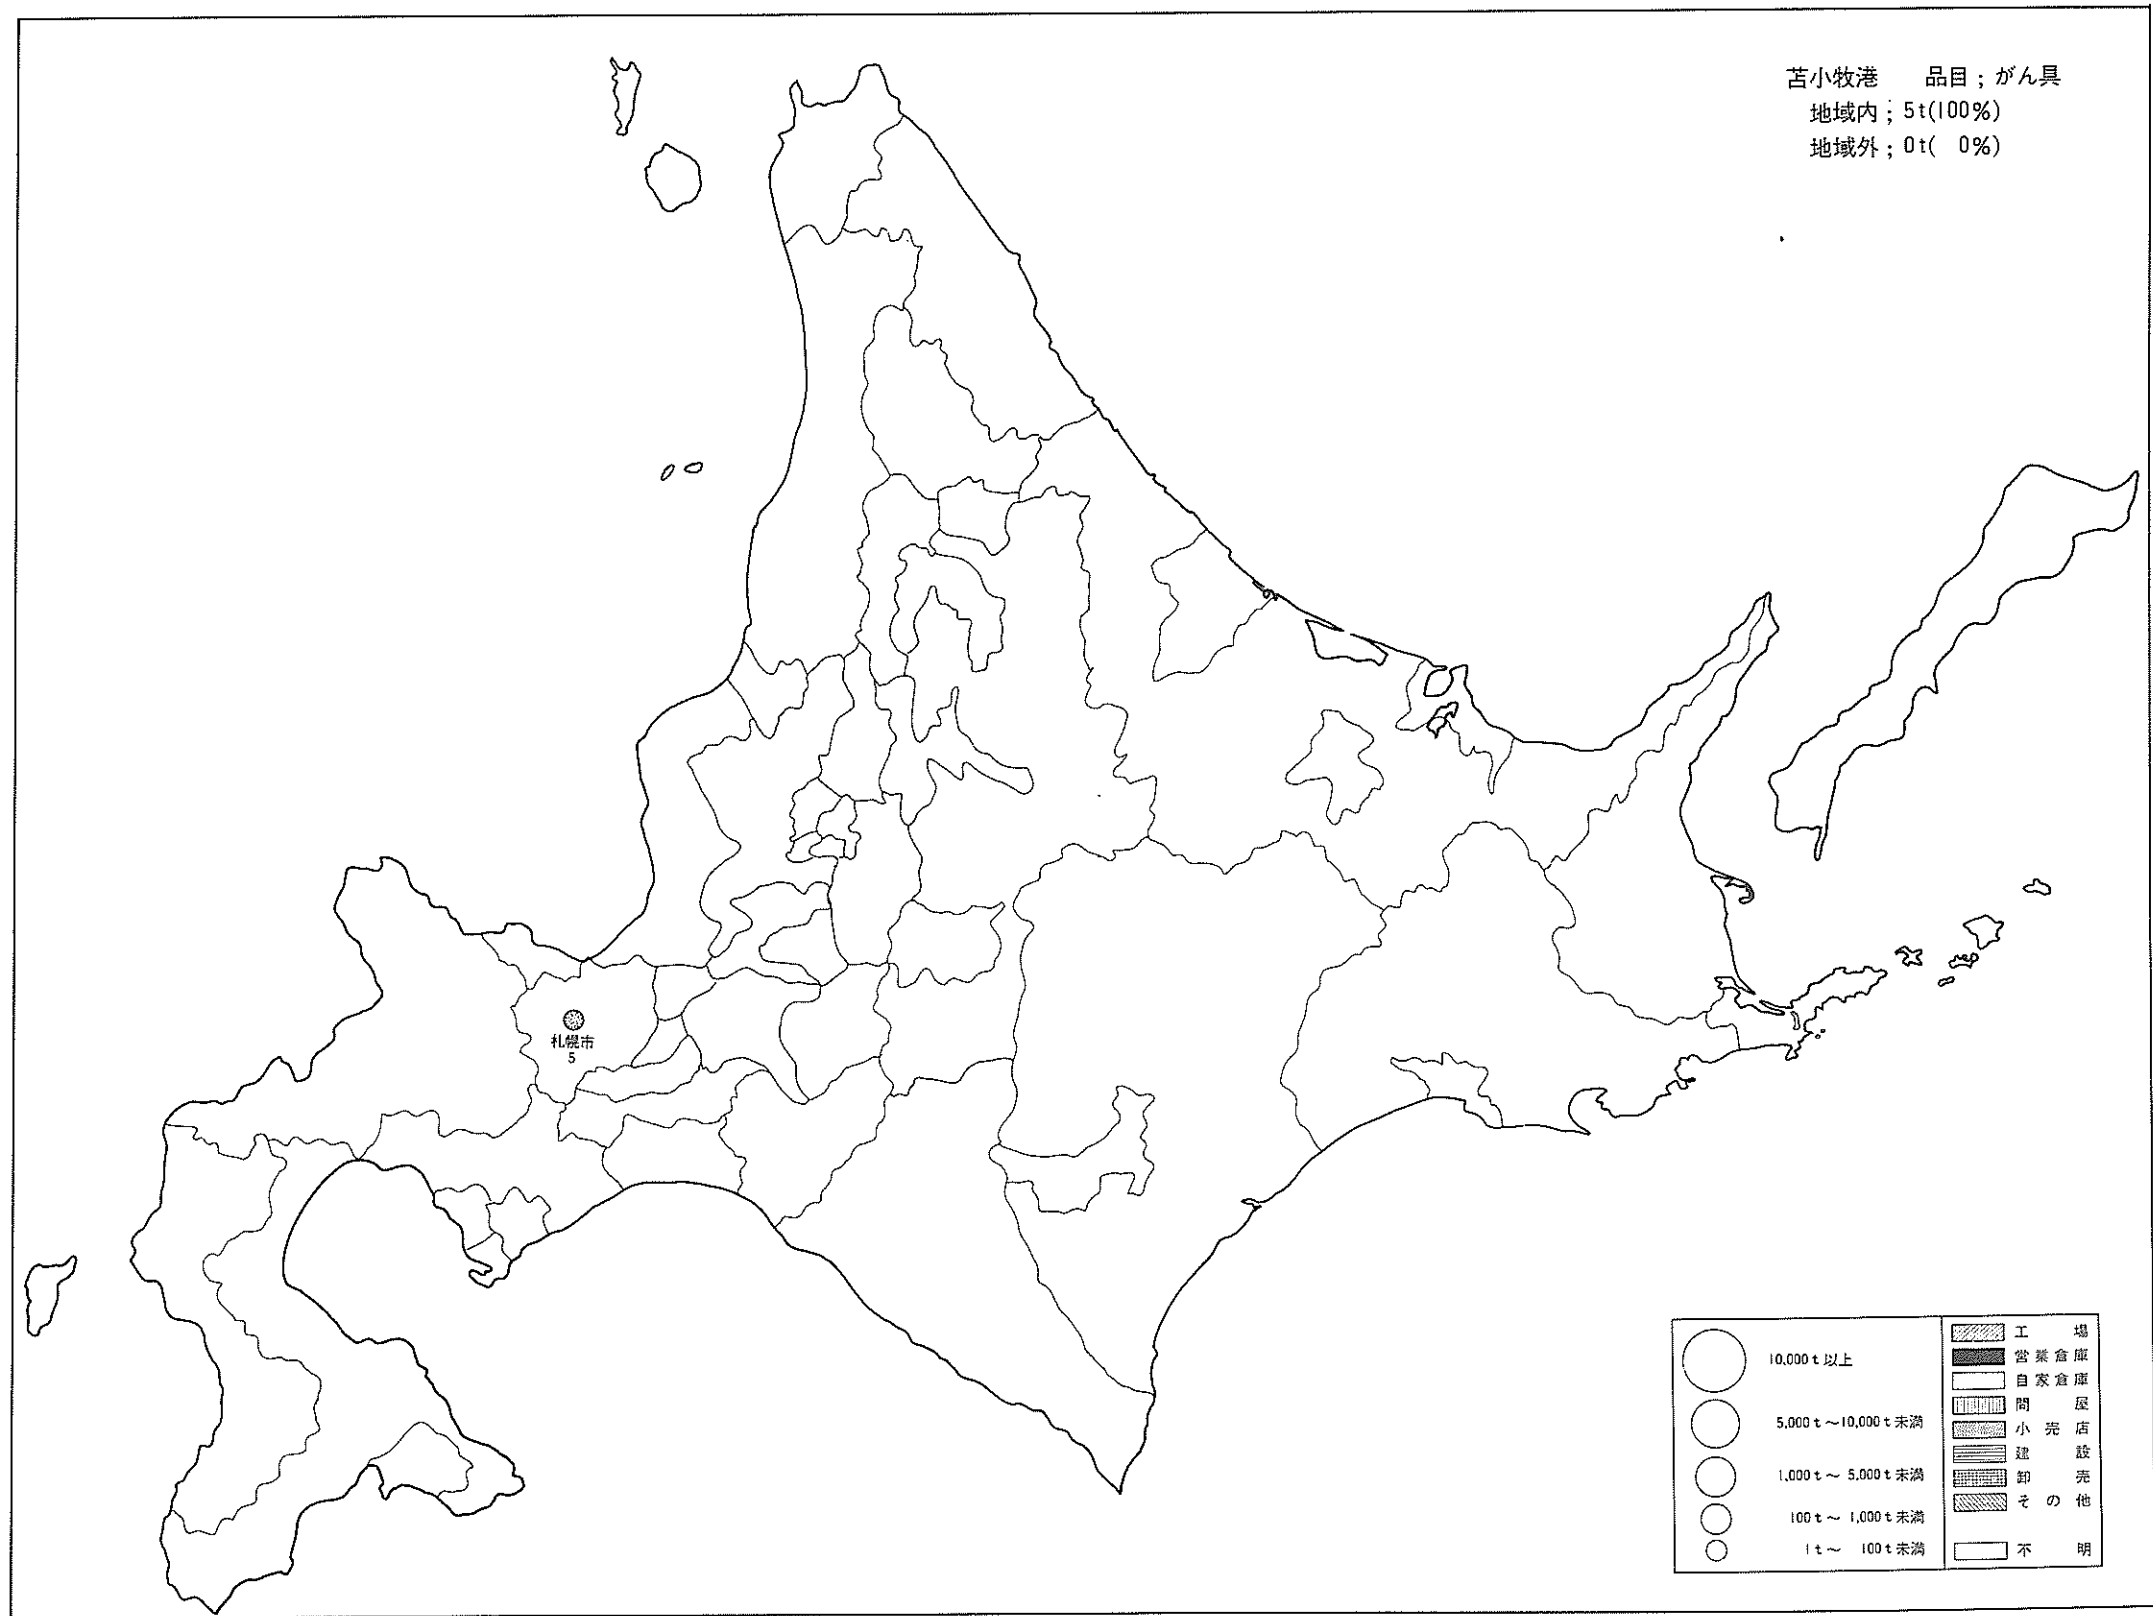 苫小牧港　　品目；がん具
地域内；5t(100%)
地域外；0t(　0%)
札幌市
5
10,000t以上
5,000t～10,000t未満
1,000t～ 5,000t未満
100t～ 1,000t未満
1t～　100t未満
工　　場
営業倉庫
自家倉庫
問　　屋
小 売 店
建　　設
卸　　売
そ の 他
不　　明